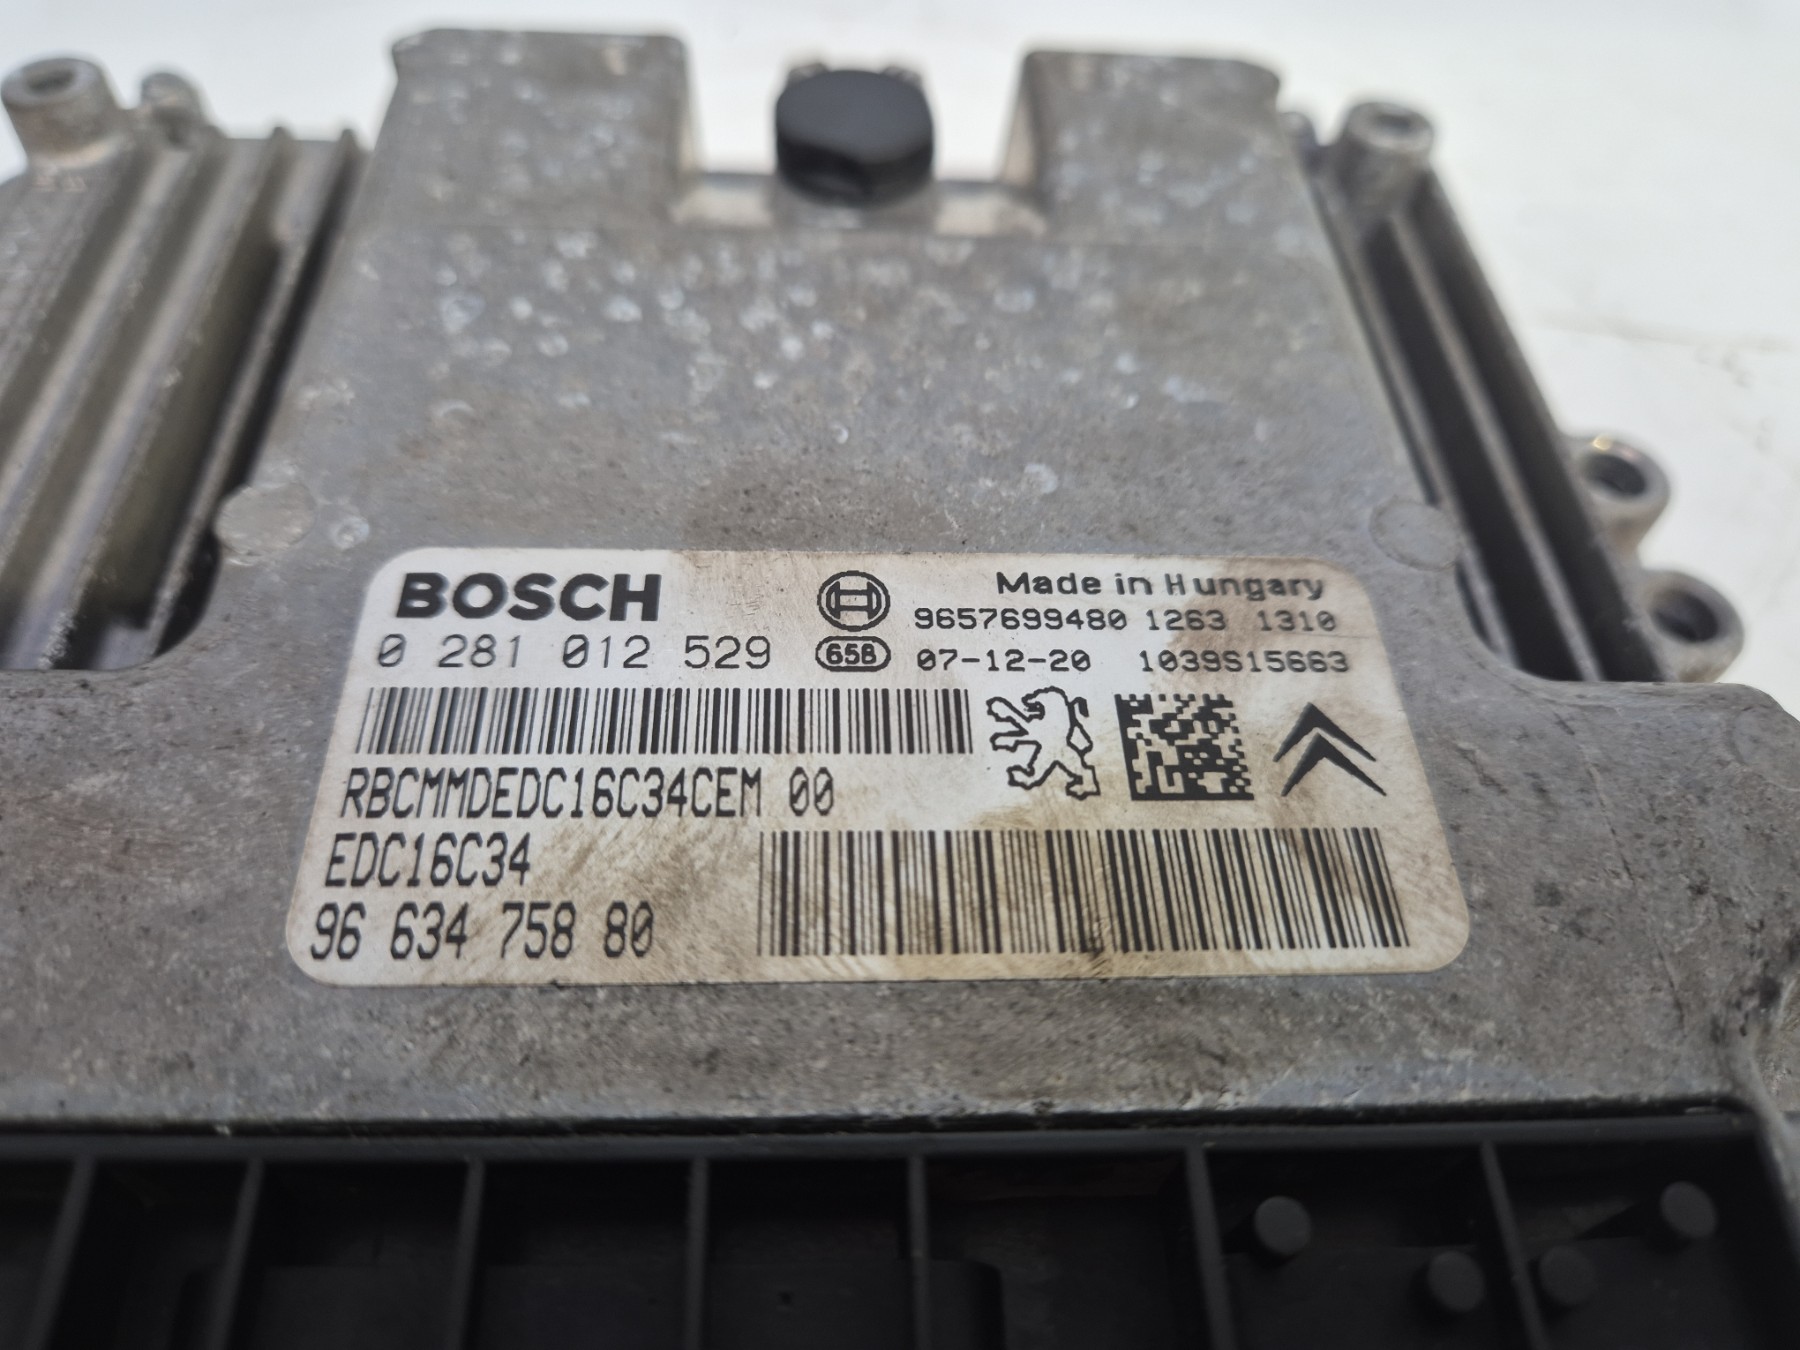 BOSCH
Made in Hungary
9657699480 1263 1310
0 281 012 529
658
07-12-20 1039S15663
RBCMMDEDC16C34CEM 00
EDC16C34
96 634 758 80